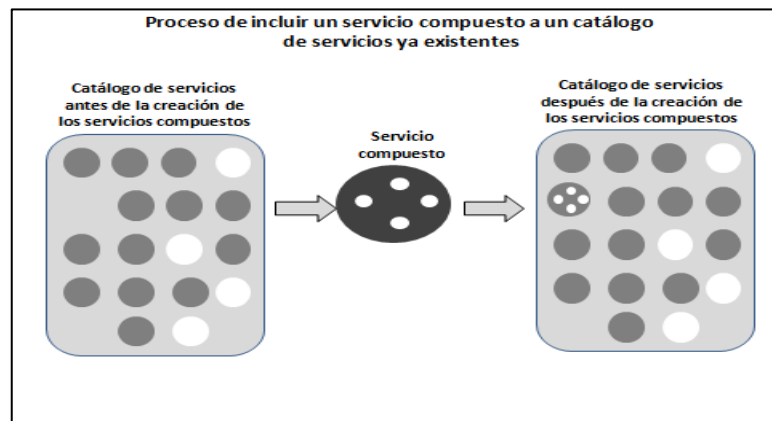 Proceso de incluir un servicio compuesto a un catálogo
de servicios ya existentes
Catálogo de servicios
antes de la creación de
los servicios compuestos
Servicio
compuesto
Catálogo de servicios
después de la creación de
los servicios compuestos